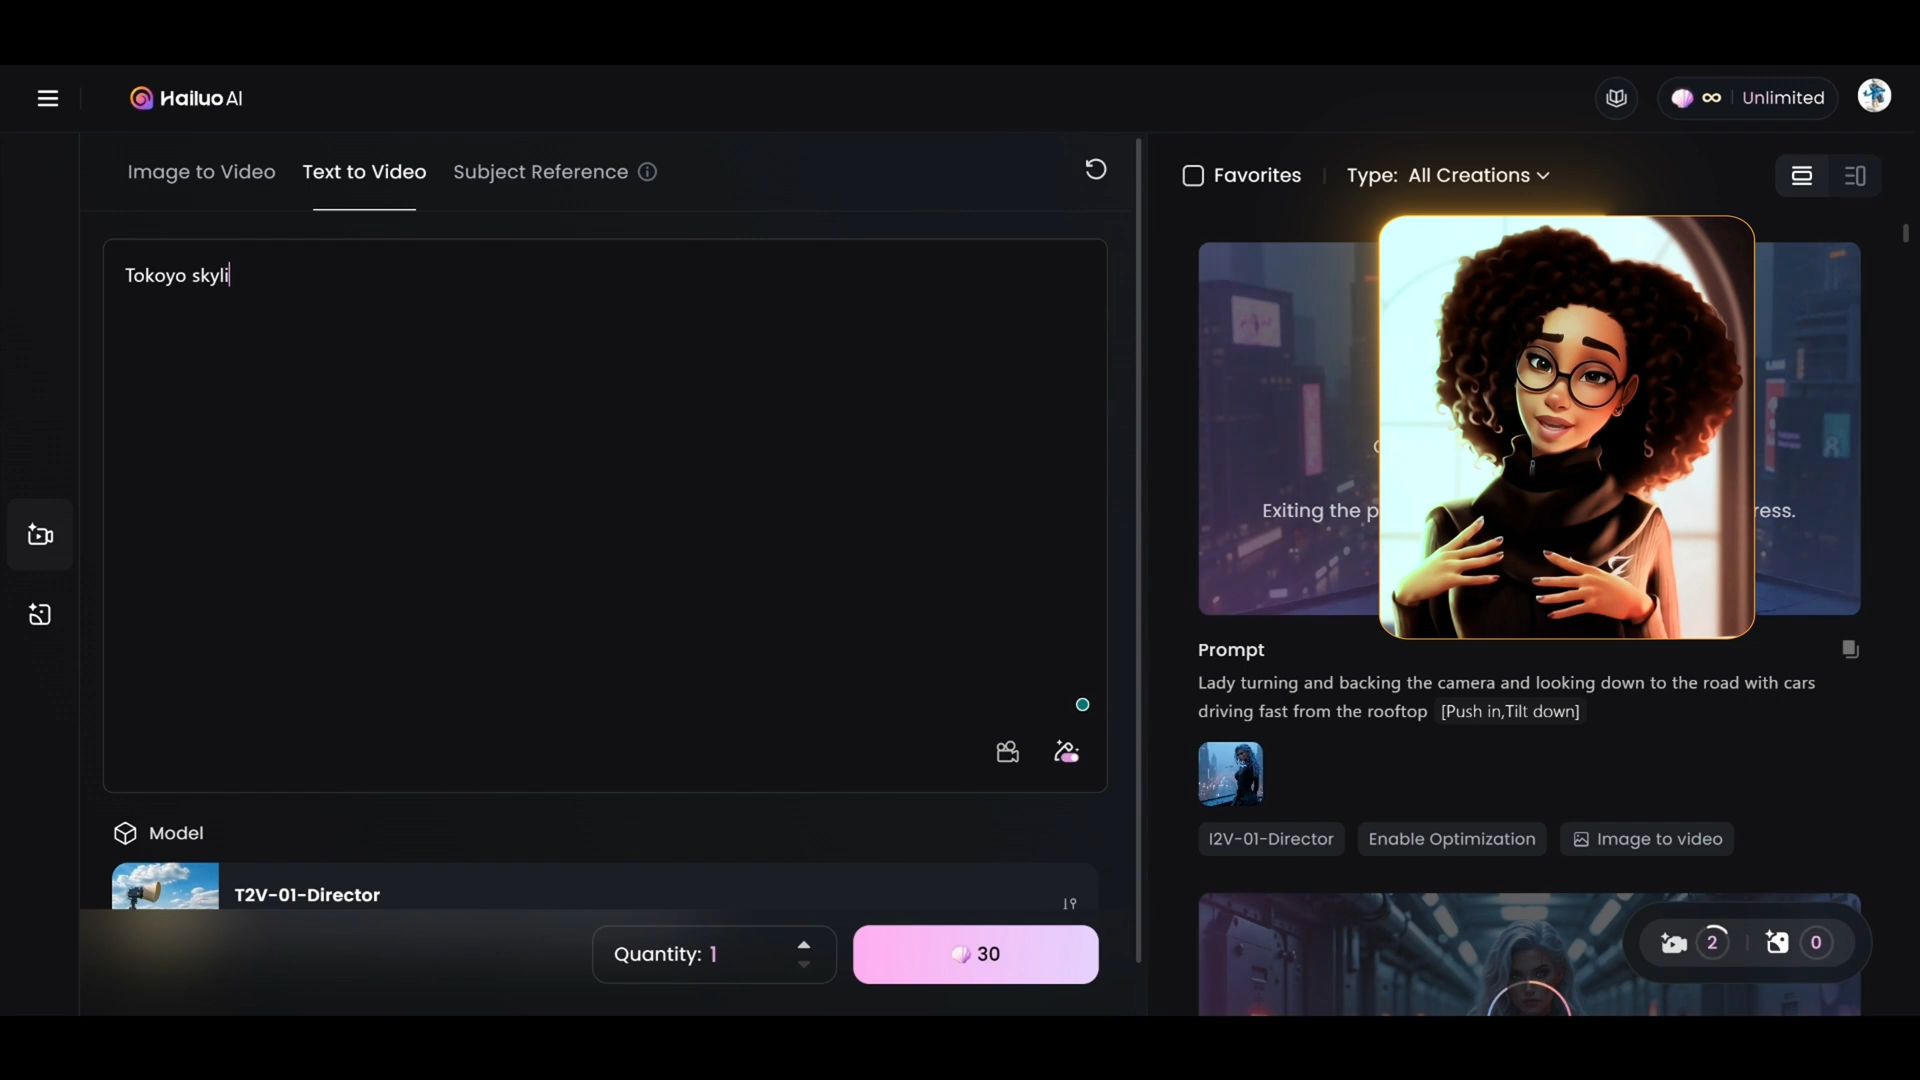 Hailuo AI
∞ | Unlimited
Image to Video Text to Video Subject Reference
Favorites | Type: All Creations
Tokoyo skyli
Exiting the p
ress.
Prompt
Lady turning and backing the camera and looking down to the road with cars
driving fast from the rooftop [Push in,Tilt down]
I2V-01-Director Enable Optimization Image to video
Model
T2V-01-Director
Quantity: 1
30
2 | 0